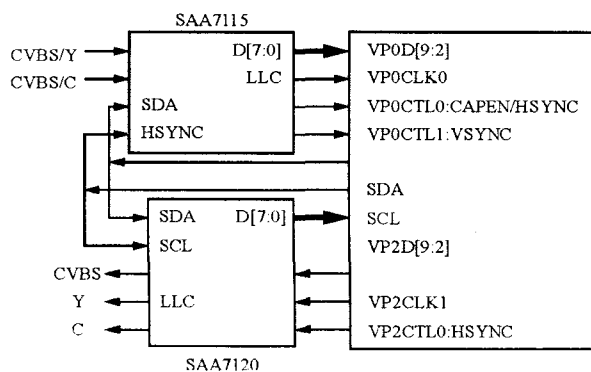 SAA7115
CVBS/Y
CVBS/C
D[7:0]
LLC
SDA
HSYNC
VP0D[9:2]
VP0CLK0
VP0CTL0:CAPEN/HSYNC
VP0CTL1:VSYNC
SDA
SCL
VP2D[9:2]
VP2CLK1
VP2CTL0:HSYNC
SDA
D[7:0]
SCL
LLC
CVBS
Y
C
SAA7120